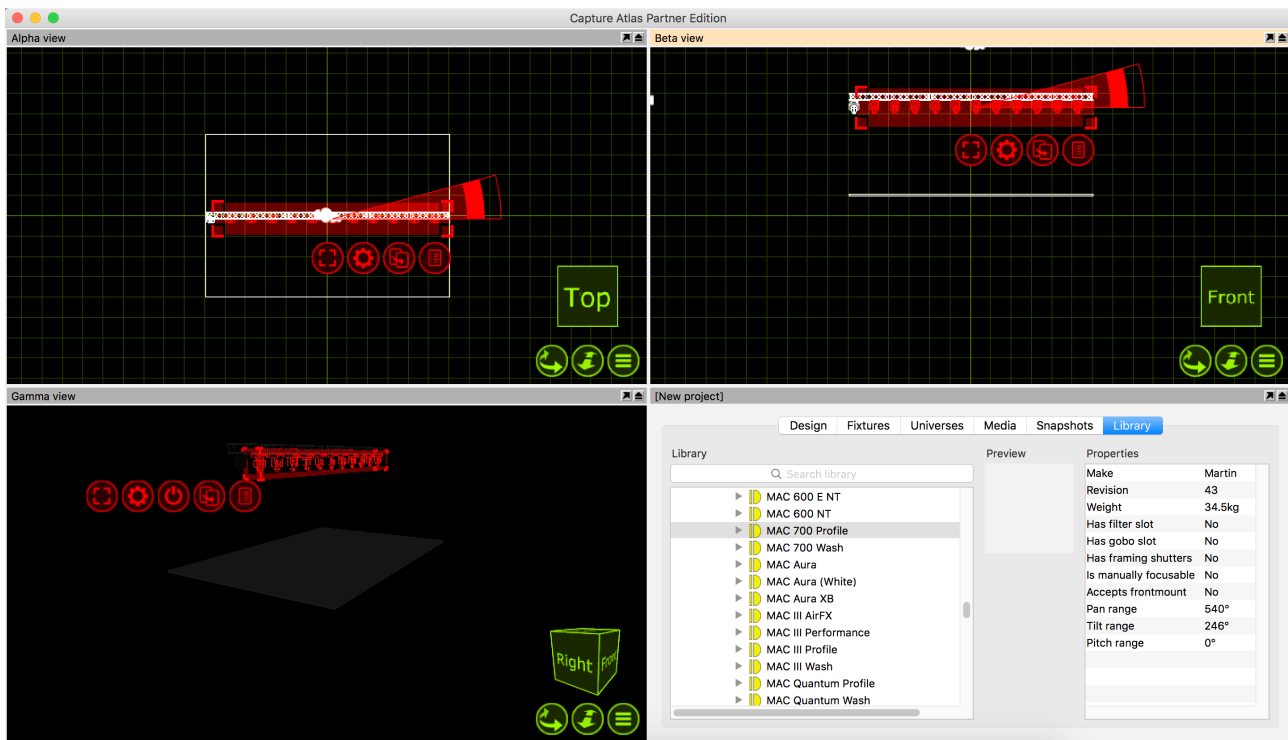 Capture Atlas Partner Edition
Alpha view
Beta view
Top
Front
Gamma view
Right
Front
[New project]
Design Fixtures Universes Media Snapshots Library
Library
Search library
MAC 600 E NT
MAC 600 NT
MAC 700 Profile
MAC 700 Wash
MAC Aura
MAC Aura (White)
MAC Aura XB
MAC III AirFX
MAC III Performance
MAC III Profile
MAC III Wash
MAC Quantum Profile
MAC Quantum Wash
Preview
Properties
Make Martin
Revision 43
Weight 34.5kg
Has filter slot No
Has gobo slot No
Has framing shutters No
Is manually focusable No
Accepts frontmount No
Pan range 540°
Tilt range 246°
Pitch range 0°